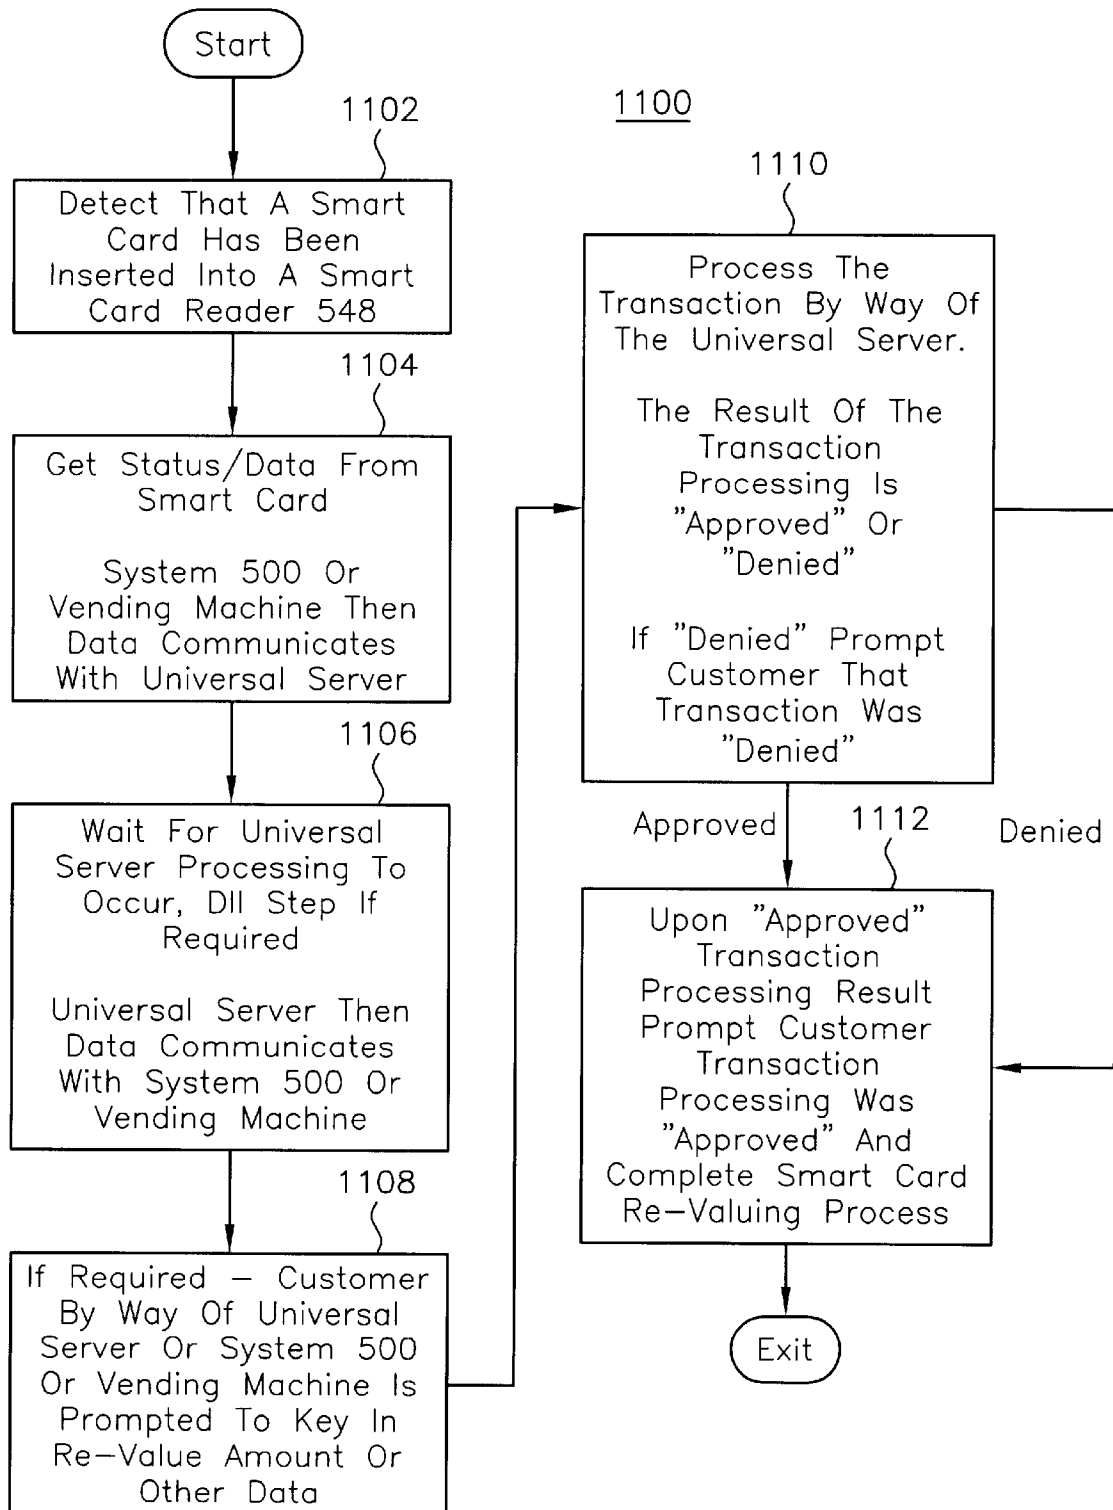 Start
1102
Detect That A Smart
Card Has Been
Inserted Into A Smart
Card Reader 548
1104
Get Status/Data From
Smart Card
System 500 Or
Vending Machine Then
Data Communicates
With Universal Server
1106
Wait For Universal
Server Processing To
Occur, DII Step If
Required
Universal Server Then
Data Communicates
With System 500 Or
Vending Machine
1108
If Required – Customer
By Way Of Universal
Server Or System 500
Or Vending Machine Is
Prompted To Key In
Re–Value Amount Or
Other Data
1100
1110
Process The
Transaction By Way Of
The Universal Server.
The Result Of The
Transaction
Processing Is
"Approved" Or
"Denied"
If "Denied" Prompt
Customer That
Transaction Was
"Denied"
Approved
1112
Denied
Upon "Approved"
Transaction
Processing Result
Prompt Customer
Transaction
Processing Was
"Approved" And
Complete Smart Card
Re–Valuing Process
Exit